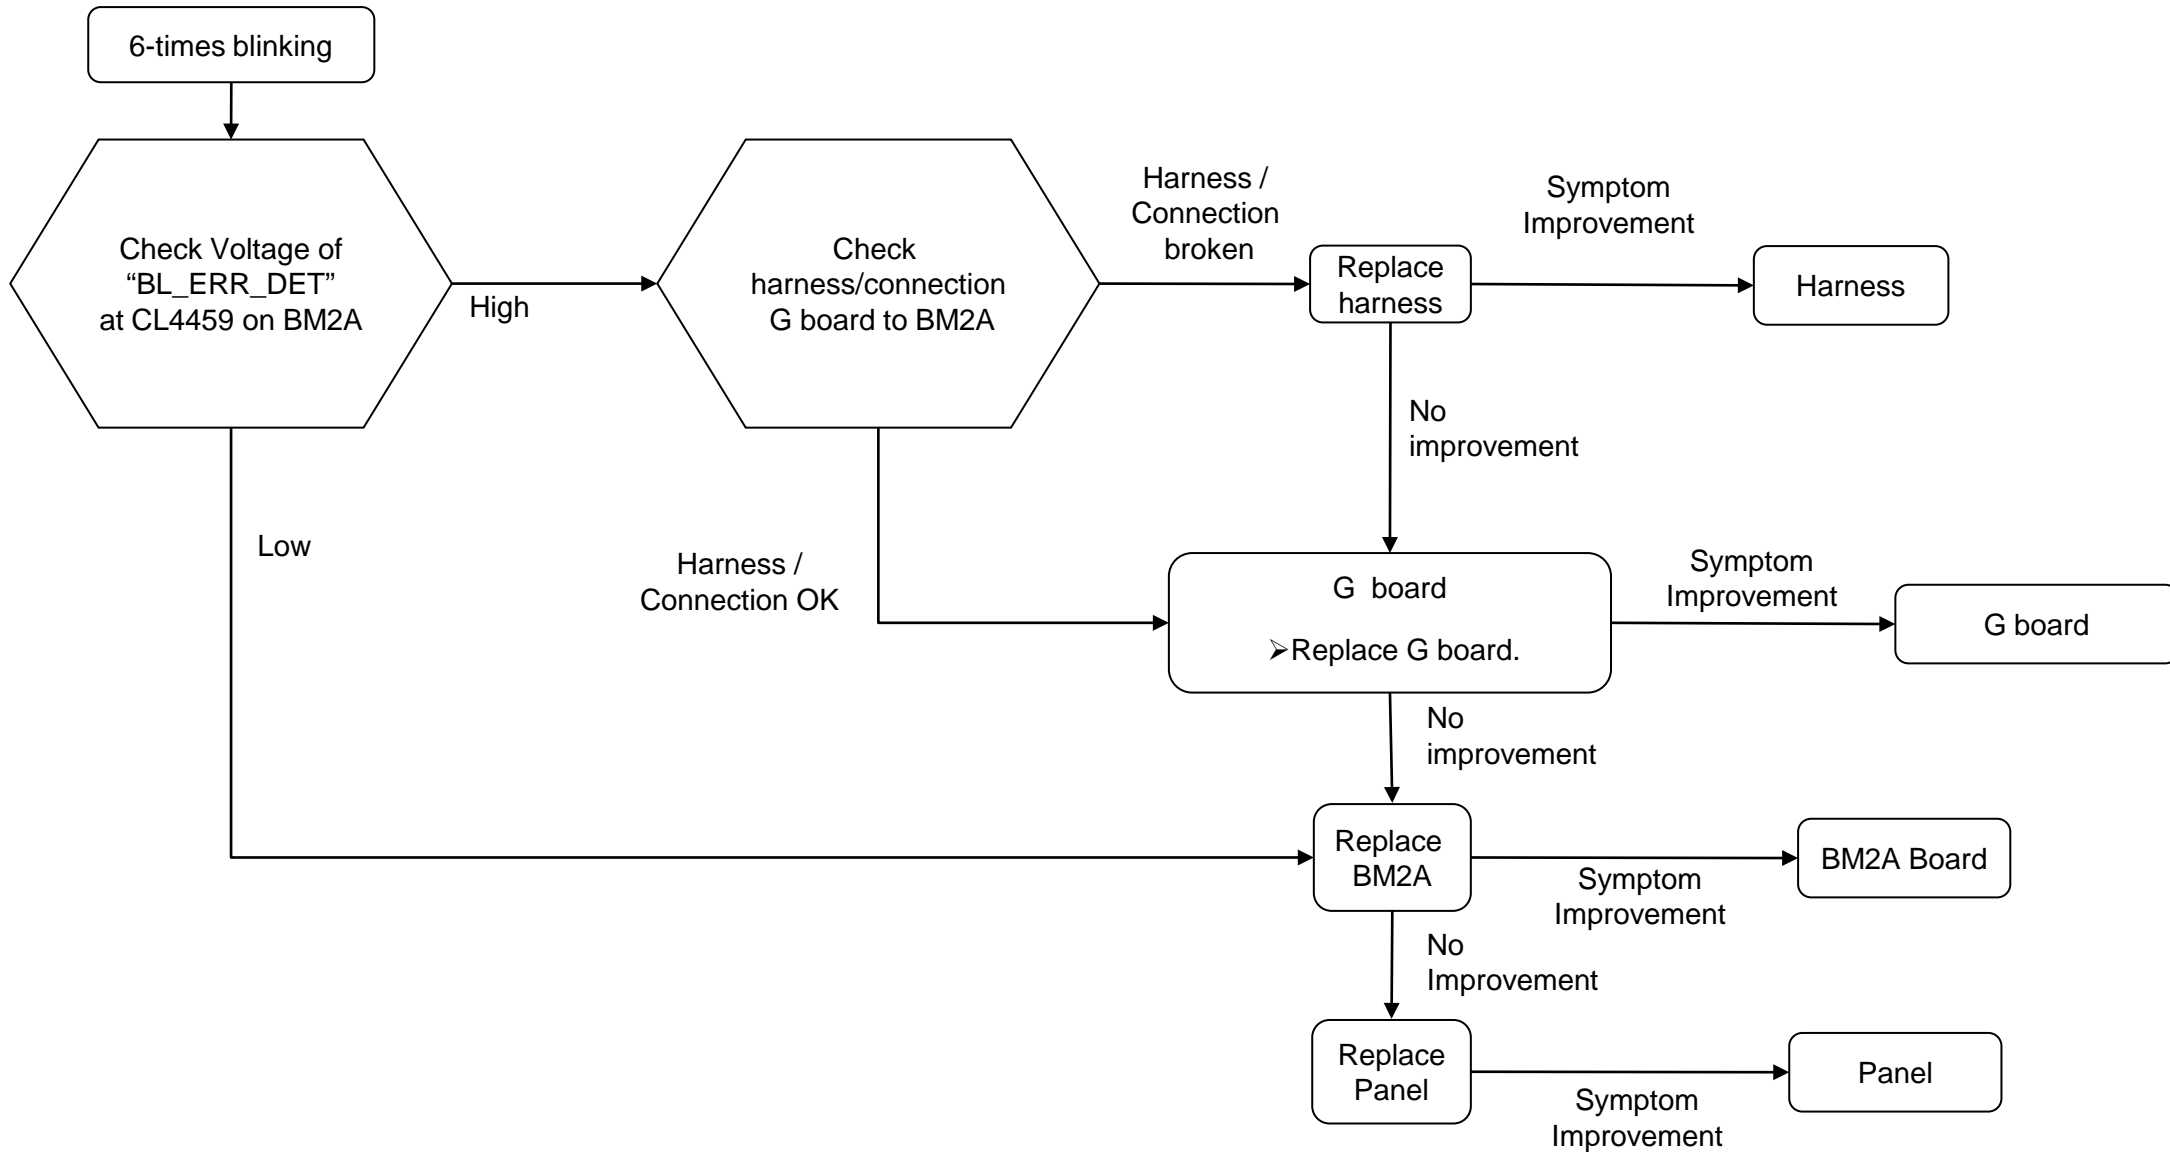 6-times blinking
Check Voltage of
“BL_ERR_DET”
at CL4459 on BM2A
High
Low
Check
harness/connection
G board to BM2A
Harness /
Connection
broken
Harness /
Connection OK
Replace
harness
Symptom
Improvement
Harness
No
improvement
G  board
➢Replace G board.
Symptom
Improvement
G board
No
improvement
Replace
BM2A
Symptom
Improvement
BM2A Board
No
Improvement
Replace
Panel
Symptom
Improvement
Panel